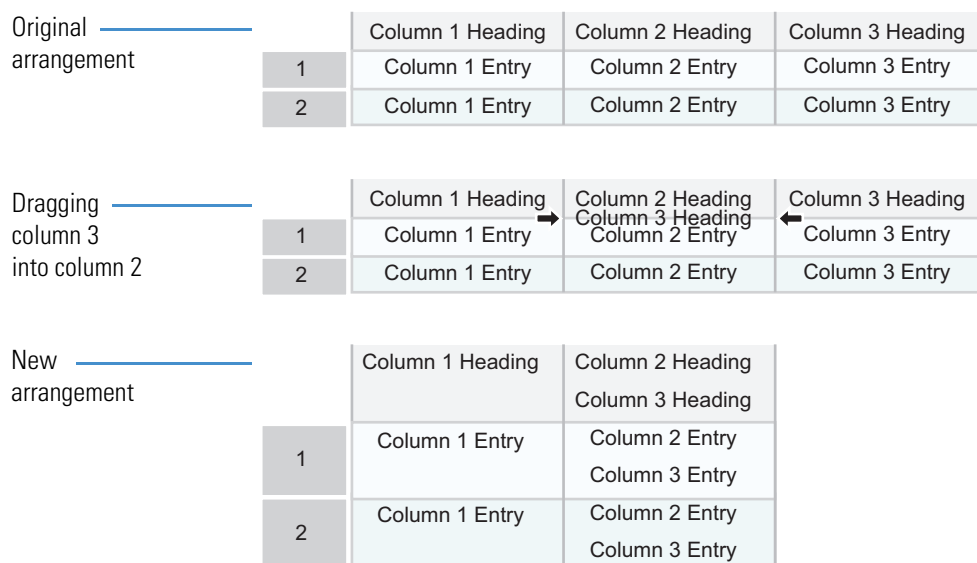 Original
arrangement
Column 1 Heading Column 2 Heading Column 3 Heading
1 Column 1 Entry Column 2 Entry Column 3 Entry
2 Column 1 Entry Column 2 Entry Column 3 Entry
Dragging
column 3
into column 2
Column 1 Heading Column 2 Heading Column 3 Heading
Column 3 Heading
1 Column 1 Entry Column 2 Entry Column 3 Entry
2 Column 1 Entry Column 2 Entry Column 3 Entry
New
arrangement
Column 1 Heading Column 2 Heading
Column 3 Heading
1 Column 1 Entry Column 2 Entry
Column 3 Entry
2 Column 1 Entry Column 2 Entry
Column 3 Entry